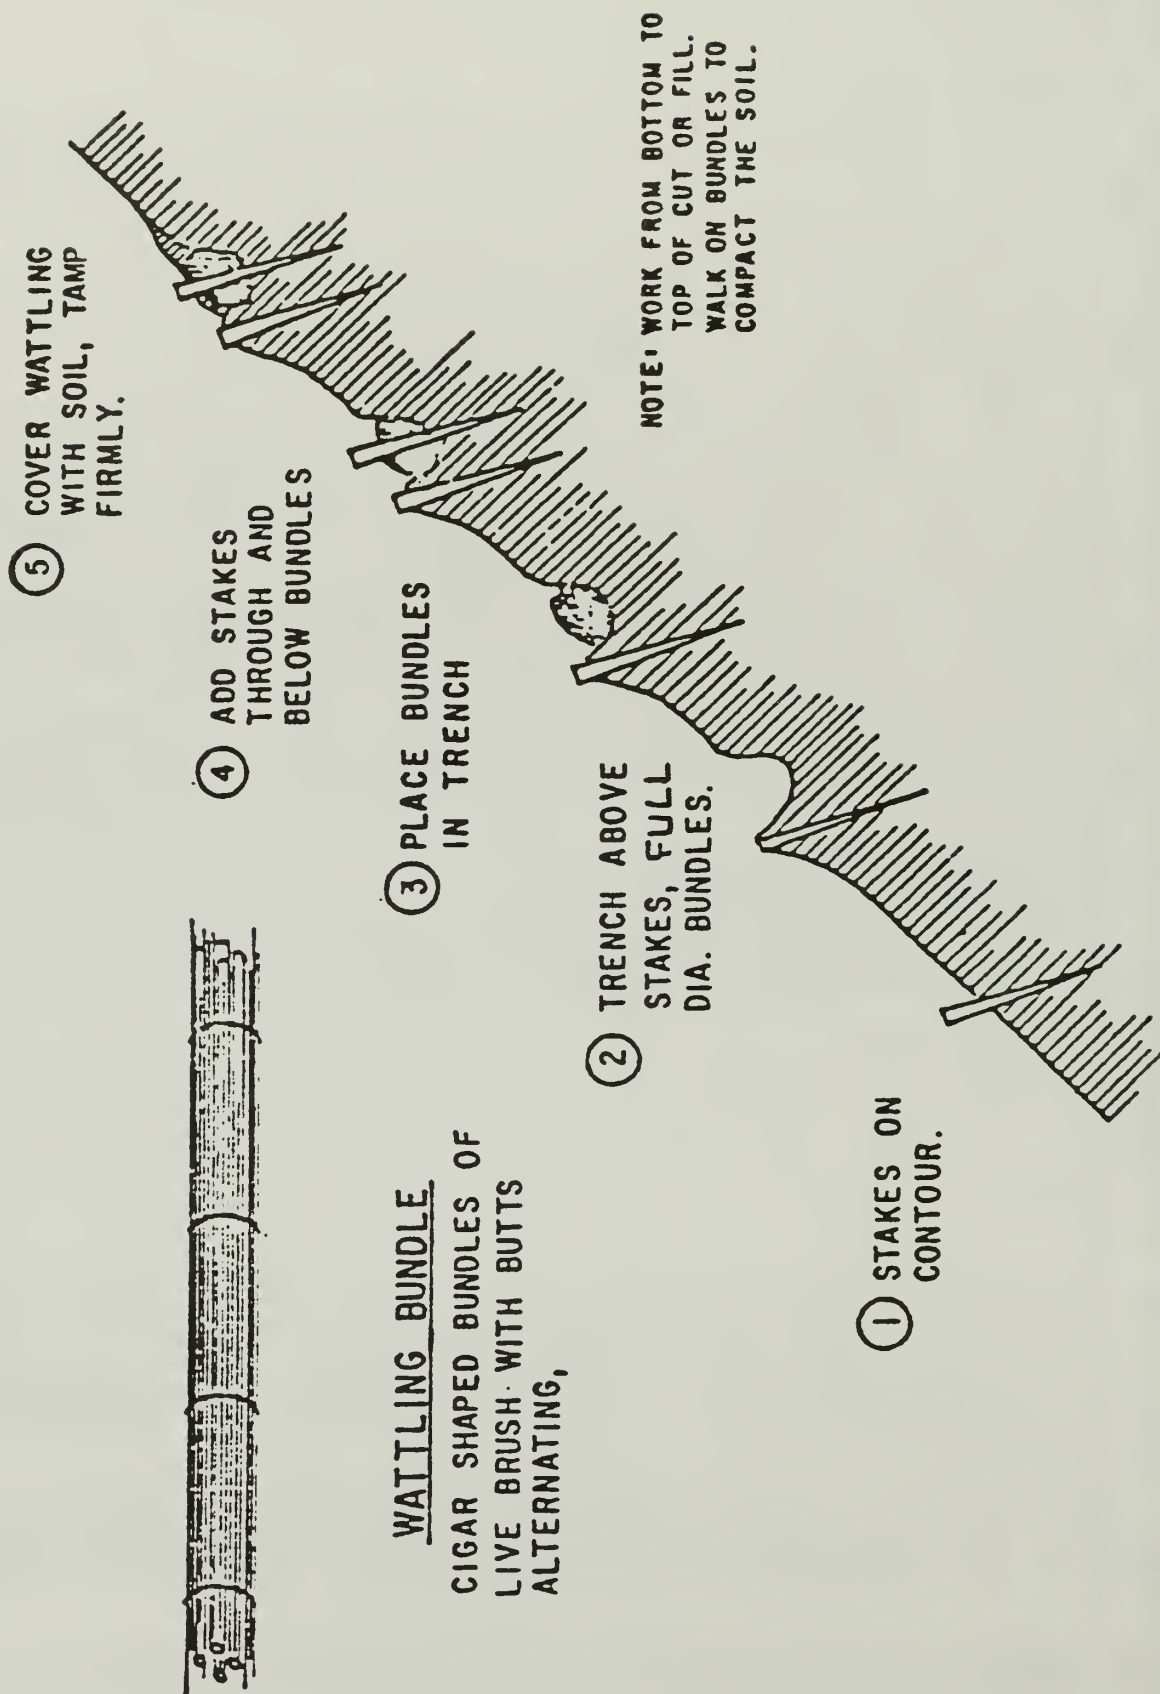 WATTLING BUNDLE
CIGAR SHAPED BUNDLES OF
LIVE BRUSH WITH BUTTS
ALTERNATING,
1 STAKES ON
CONTOUR.
2 TRENCH ABOVE
STAKES, FULL
DIA. BUNDLES.
3 PLACE BUNDLES
IN TRENCH
4 ADD STAKES
THROUGH AND
BELOW BUNDLES
5 COVER WATTLING
WITH SOIL, TAMP
FIRMLY.
NOTE: WORK FROM BOTTOM TO
TOP OF CUT OR FILL.
WALK ON BUNDLES TO
COMPACT THE SOIL.